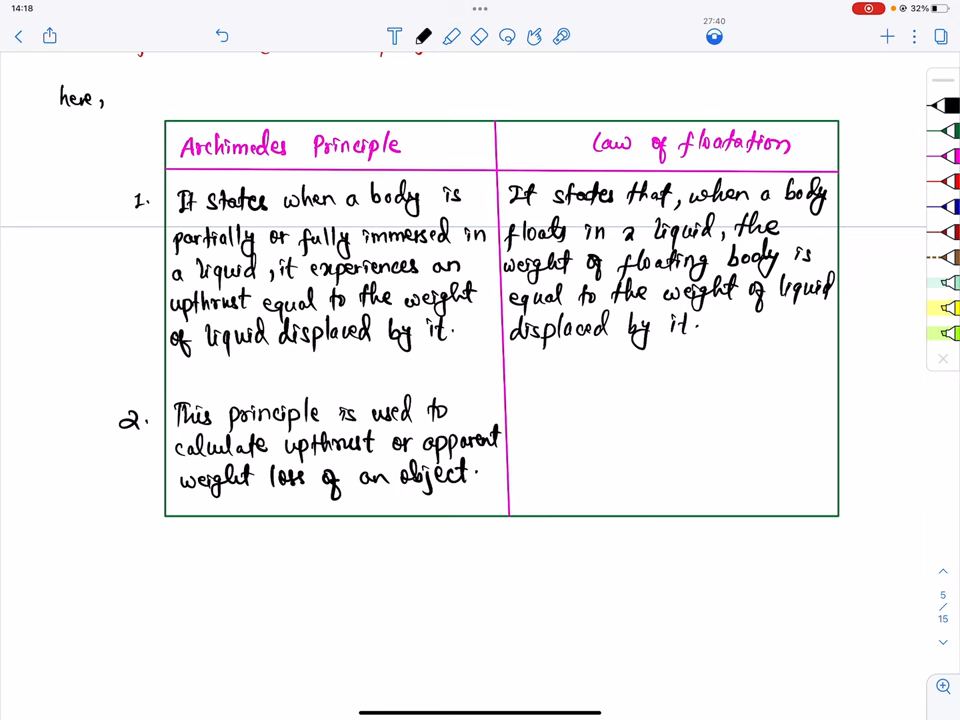 14:18
27:40
32%
here,
Archimedes Principle
Law of floatation
1. It states when a body is
partially or fully immersed in
a liquid, it experiences an
upthrust equal to the weight
of liquid displaced by it.
It states that, when a body
floats in a liquid, the
weight of floating body is
equal to the weight of liquid
displaced by it.
2. This principle is used to
calculate upthrust or apparent
weight loss of an object.
5
/
15